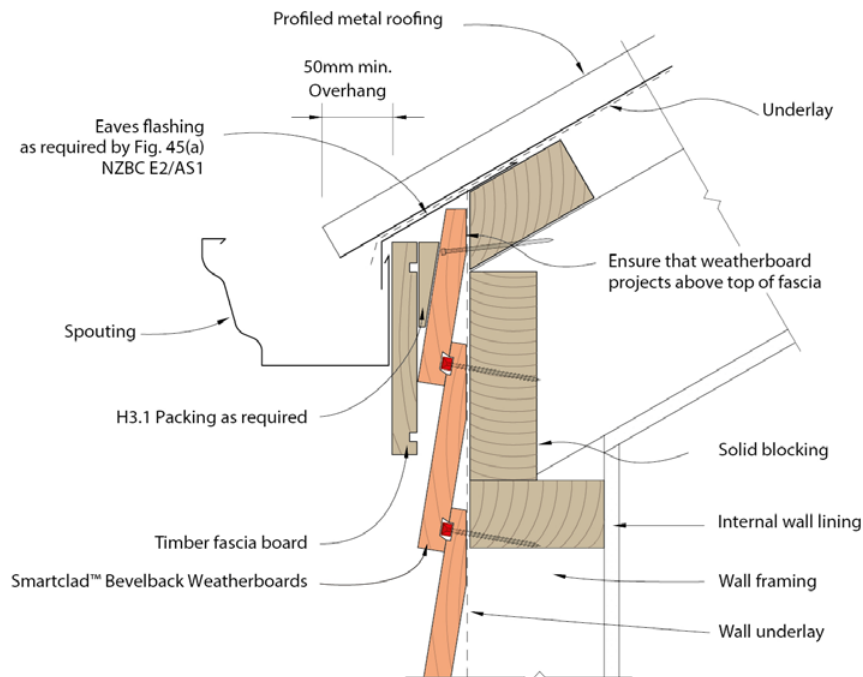 Profiled metal roofing
50mm min.
Overhang
Underlay
Eaves flashing
as required by Fig. 45(a)
NZBC E2/AS1
Ensure that weatherboard
projects above top of fascia
Spouting
H3.1 Packing as required
Solid blocking
Timber fascia board
Internal wall lining
Smartclad™ Bevelback Weatherboards
Wall framing
Wall underlay